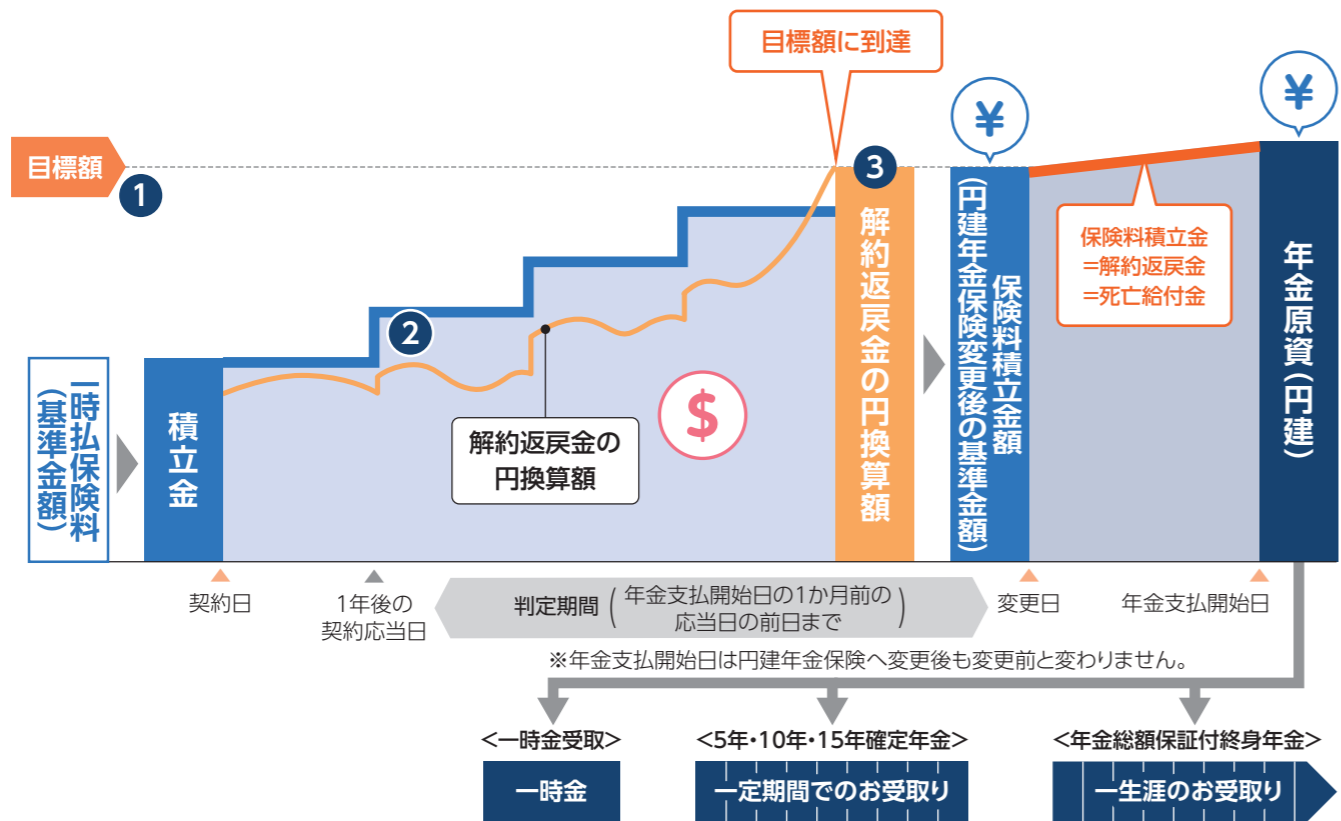 目標額に到達
¥
¥
目標額
1
3
2
一時払保険料
(基準金額)
積立金
解約返戻金の
円換算額
$
解約返戻金の円換算額
保険料積立金額
(円建年金保険変更後の基準金額)
保険料積立金
=解約返戻金
=死亡給付金
年金原資(円建)
契約日
1年後の
契約応当日
判定期間(年金支払開始日の1か月前の
応当日の前日まで)
変更日
年金支払開始日
※年金支払開始日は円建年金保険へ変更後も変更前と変わりません。
<一時金受取>
<5年・10年・15年確定年金>
<年金総額保証付終身年金>
一時金
一定期間でのお受取り
一生涯のお受取り